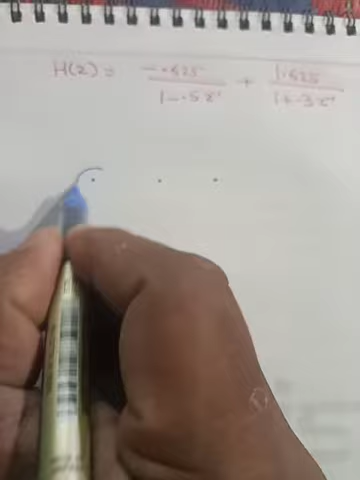 H(z) = -.625 / 1-.5z⁻¹ + 1.625 / 1+.3z⁻¹